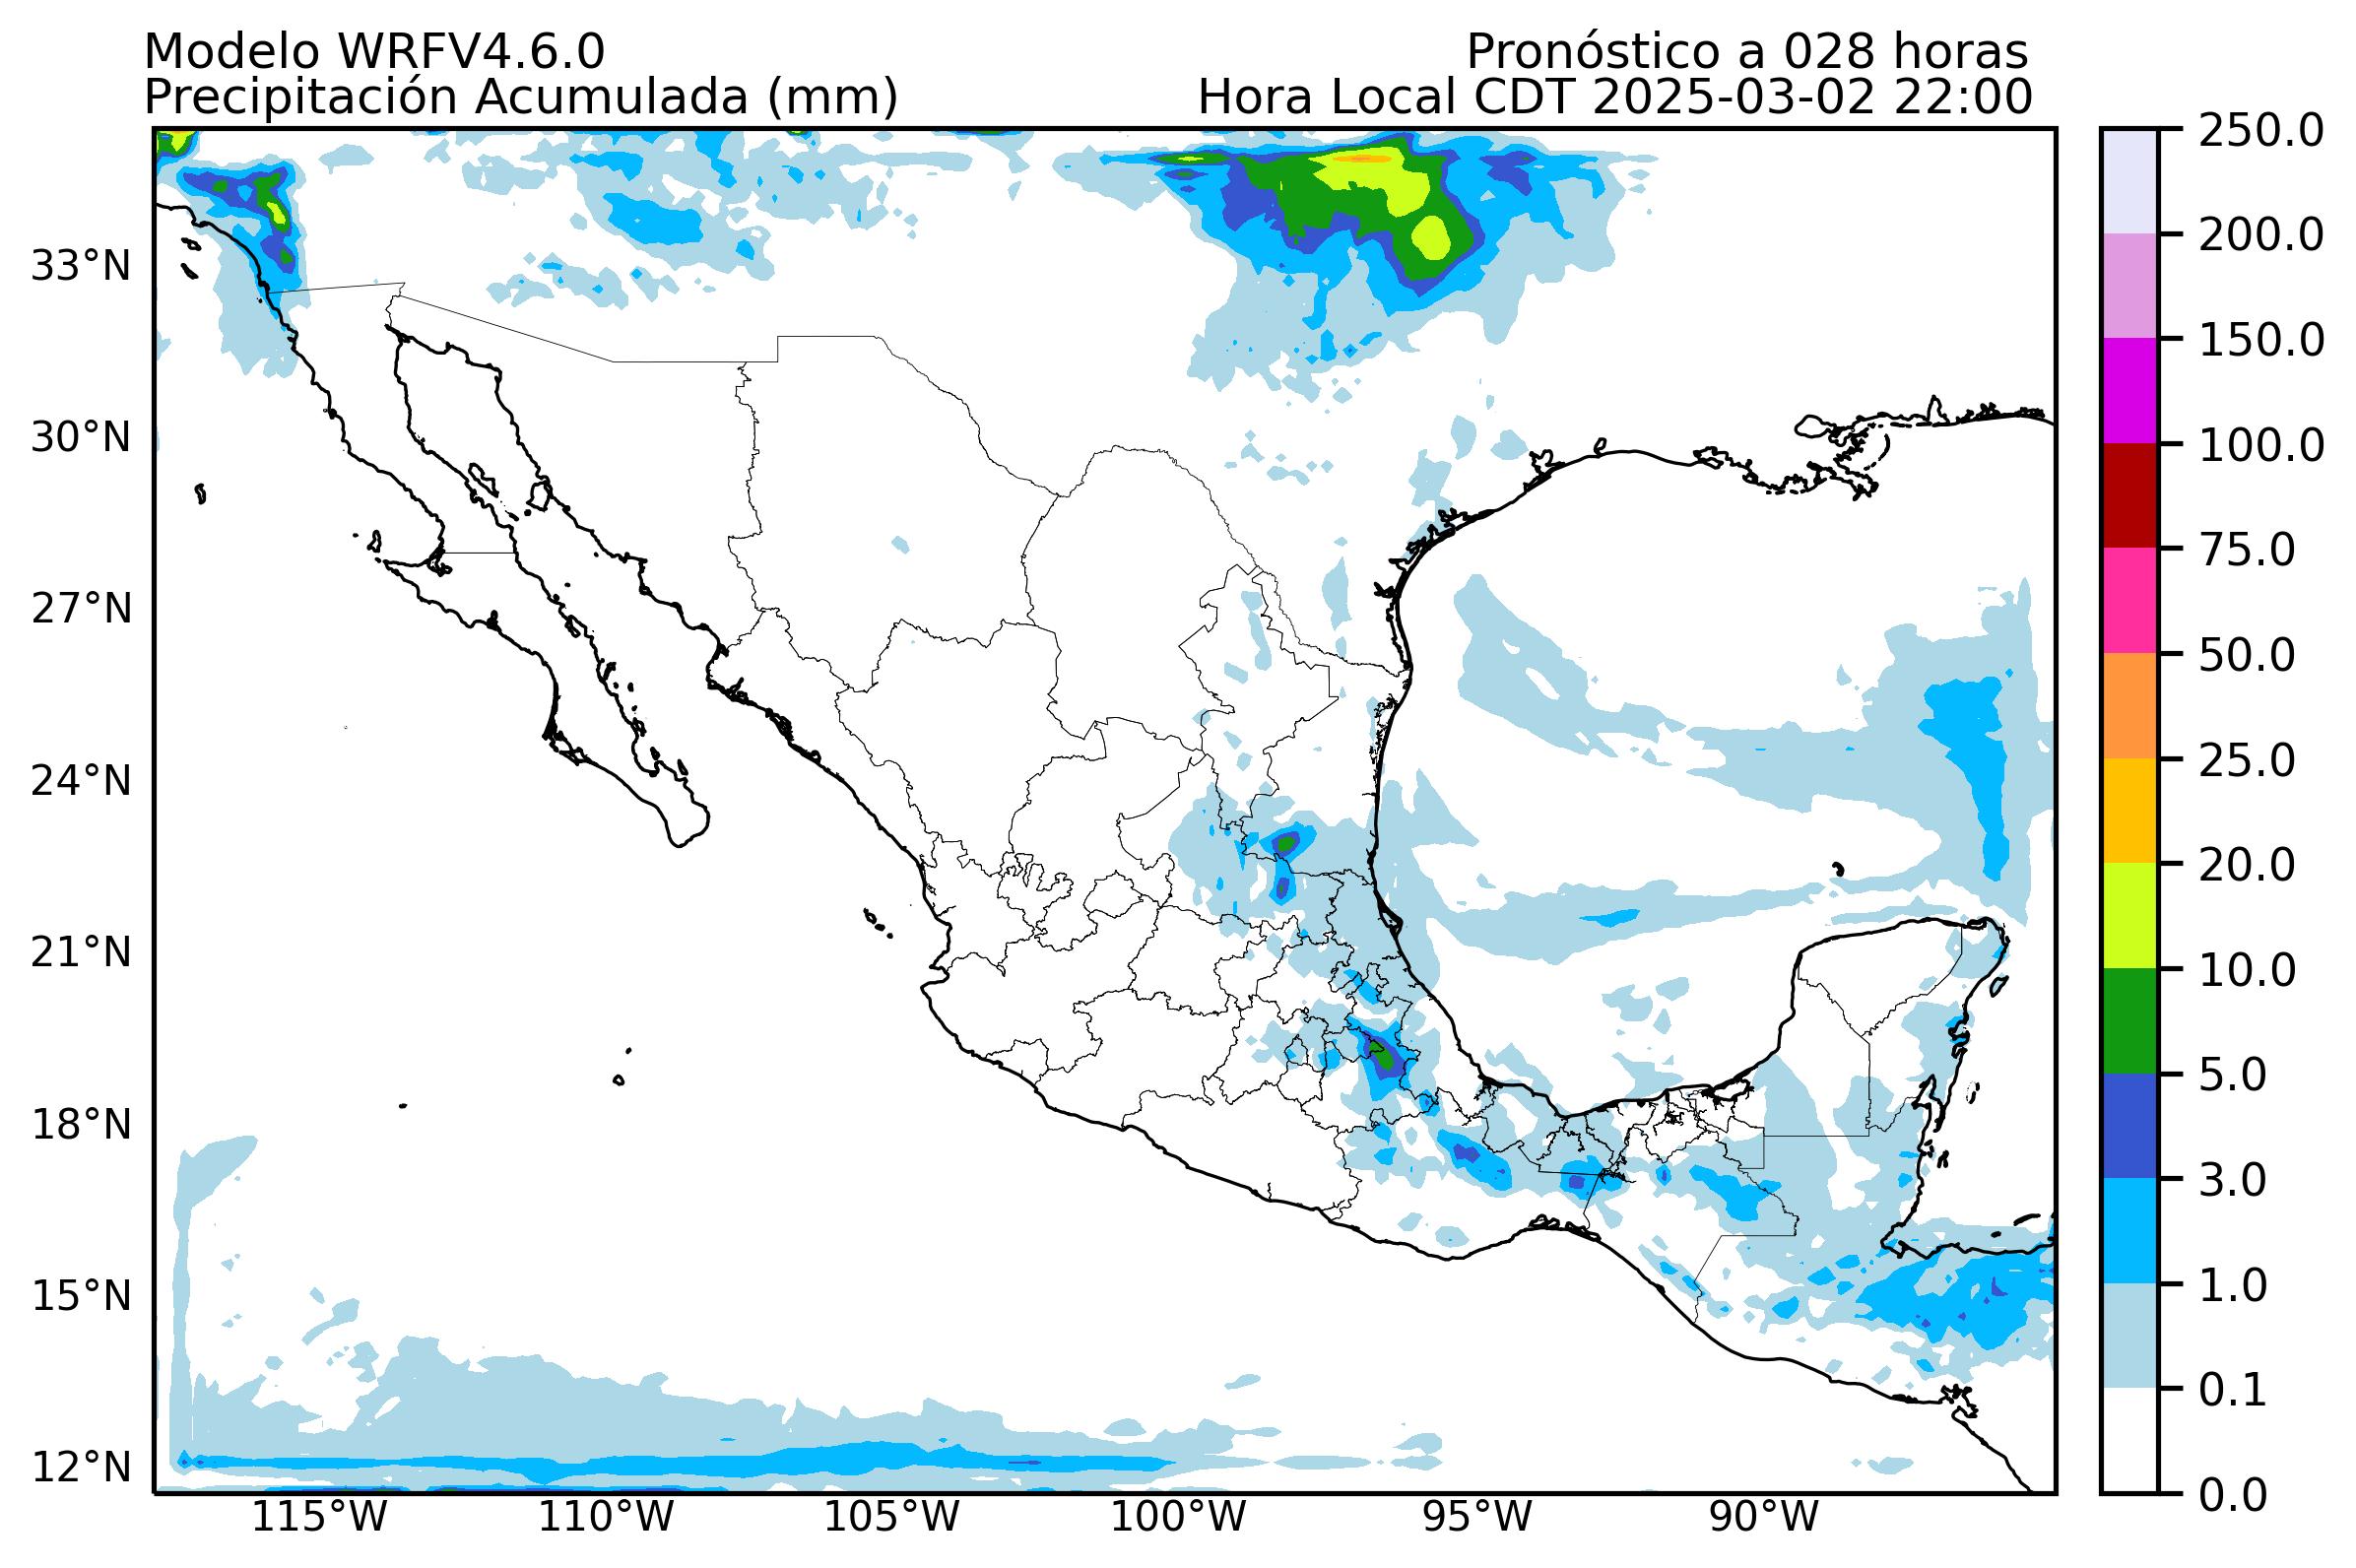 Modelo WRFV4.6.0
Pronóstico a 028 horas
Precipitación Acumulada (mm)
Hora Local CDT 2025-03-02 22:00
33°N
30°N
27°N
24°N
21°N
18°N
15°N
12°N
115°W
110°W
105°W
100°W
95°W
90°W
250.0
200.0
150.0
100.0
75.0
50.0
25.0
20.0
10.0
5.0
3.0
1.0
0.1
0.0